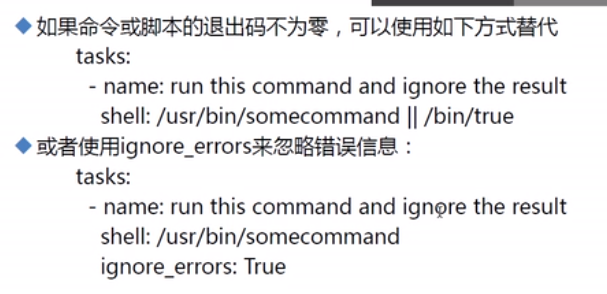 如果命令或脚本的退出码不为零，可以使用如下方式替代
tasks:
- name: run this command and ignore the result
shell: /usr/bin/somecommand || /bin/true
或者使用ignore_errors来忽略错误信息：
tasks:
- name: run this command and ignore the result
shell: /usr/bin/somecommand
ignore_errors: True